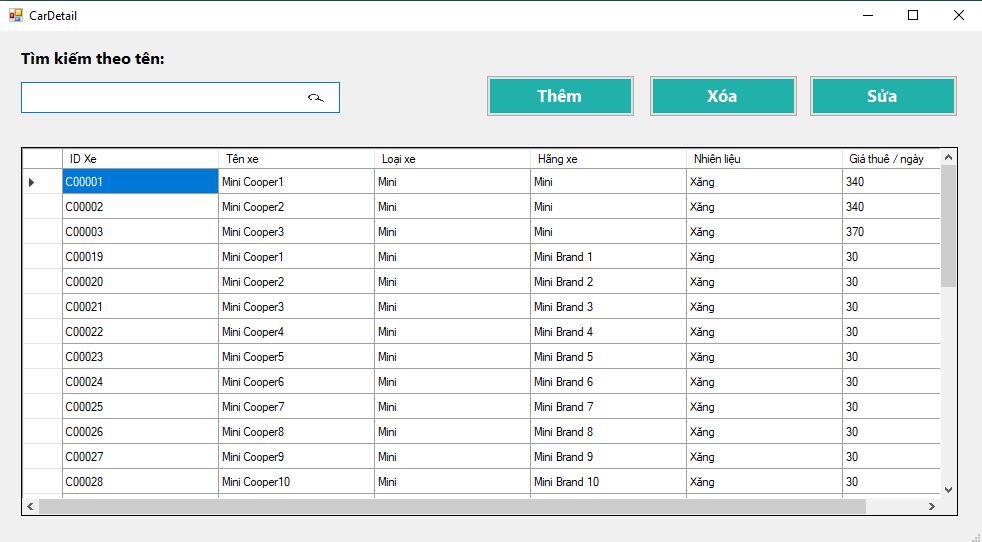 CarDetail
Tìm kiếm theo tên:
Thêm Xóa Sửa
ID Xe Tên xe Loại xe Hãng xe Nhiên liệu Giá thuê / ngày
C00001 Mini Cooper1 Mini Mini Xăng 340
C00002 Mini Cooper2 Mini Mini Xăng 340
C00003 Mini Cooper3 Mini Mini Xăng 370
C00019 Mini Cooper1 Mini Mini Brand 1 Xăng 30
C00020 Mini Cooper2 Mini Mini Brand 2 Xăng 30
C00021 Mini Cooper3 Mini Mini Brand 3 Xăng 30
C00022 Mini Cooper4 Mini Mini Brand 4 Xăng 30
C00023 Mini Cooper5 Mini Mini Brand 5 Xăng 30
C00024 Mini Cooper6 Mini Mini Brand 6 Xăng 30
C00025 Mini Cooper7 Mini Mini Brand 7 Xăng 30
C00026 Mini Cooper8 Mini Mini Brand 8 Xăng 30
C00027 Mini Cooper9 Mini Mini Brand 9 Xăng 30
C00028 Mini Cooper10 Mini Mini Brand 10 Xăng 30